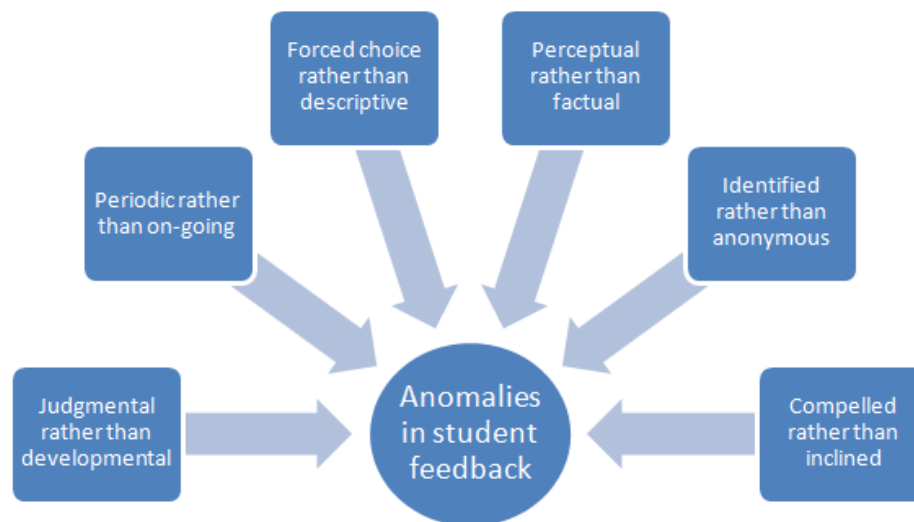 Forced choice
rather than
descriptive
Perceptual
rather than
factual
Periodic rather
than on-going
Identified
rather than
anonymous
Judgmental
rather than
developmental
Anomalies
in student
feedback
Compelled
rather than
inclined